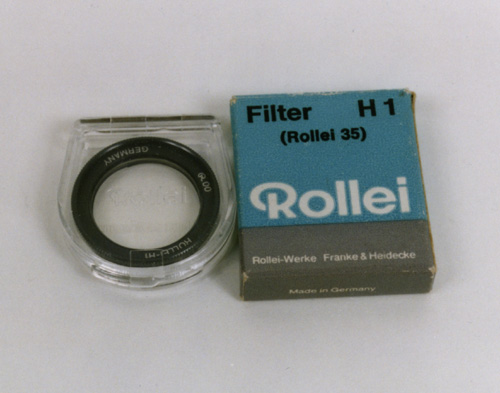 Filter H 1
(Rollei 35)
Rollei
Rollei-Werke Franke & Heidecke
Made in Germany
GERMANY